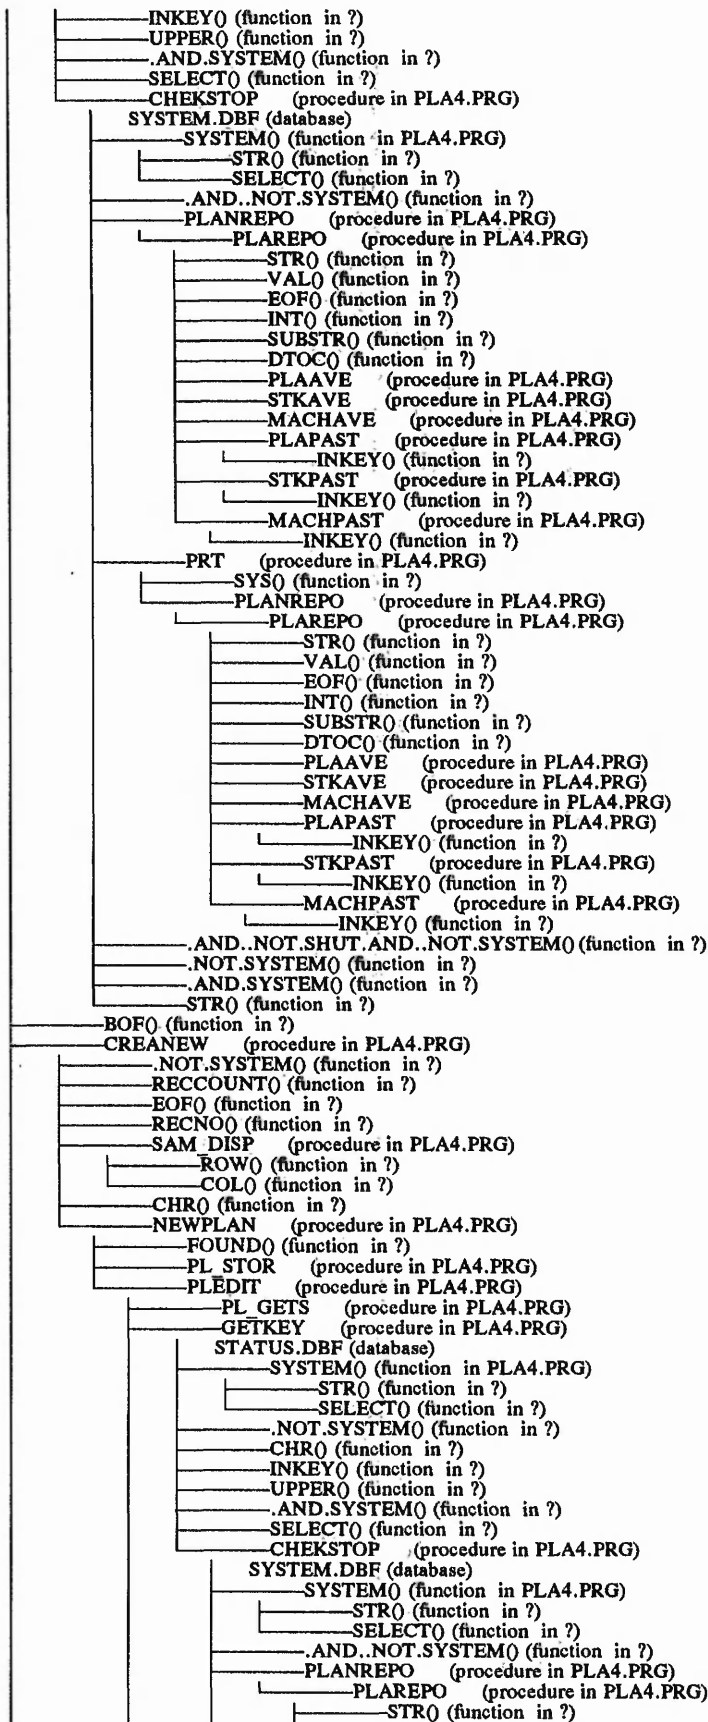 INKEY() (function in ?)
UPPER() (function in ?)
.AND.SYSTEM() (function in ?)
SELECT() (function in ?)
CHEKSTOP (procedure in PLA4.PRG)
SYSTEM.DBF (database)
SYSTEM() (function in PLA4.PRG)
STR() (function in ?)
SELECT() (function in ?)
.AND..NOT.SYSTEM() (function in ?)
PLANREPO (procedure in PLA4.PRG)
PLAREPO (procedure in PLA4.PRG)
STR() (function in ?)
VAL() (function in ?)
EOF() (function in ?)
INT() (function in ?)
SUBSTR() (function in ?)
DTOC() (function in ?)
PLAAVE (procedure in PLA4.PRG)
STKAVE (procedure in PLA4.PRG)
MACHAVE (procedure in PLA4.PRG)
PLAPAST (procedure in PLA4.PRG)
INKEY() (function in ?)
STKPAST (procedure in PLA4.PRG)
INKEY() (function in ?)
MACHPAST (procedure in PLA4.PRG)
INKEY() (function in ?)
PRT (procedure in PLA4.PRG)
SYS() (function in ?)
PLANREPO (procedure in PLA4.PRG)
PLAREPO (procedure in PLA4.PRG)
STR() (function in ?)
VAL() (function in ?)
EOF() (function in ?)
INT() (function in ?)
SUBSTR() (function in ?)
DTOC() (function in ?)
PLAAVE (procedure in PLA4.PRG)
STKAVE (procedure in PLA4.PRG)
MACHAVE (procedure in PLA4.PRG)
PLAPAST (procedure in PLA4.PRG)
INKEY() (function in ?)
STKPAST (procedure in PLA4.PRG)
INKEY() (function in ?)
MACHPAST (procedure in PLA4.PRG)
INKEY() (function in ?)
.AND..NOT.SHUT.AND..NOT.SYSTEM() (function in ?)
.NOT.SYSTEM() (function in ?)
.AND.SYSTEM() (function in ?)
STR() (function in ?)
BOF() (function in ?)
CREANEW (procedure in PLA4.PRG)
.NOT.SYSTEM() (function in ?)
RECCOUNT() (function in ?)
EOF() (function in ?)
RECNO() (function in ?)
SAM_DISP (procedure in PLA4.PRG)
ROW() (function in ?)
COL() (function in ?)
CHR() (function in ?)
NEWPLAN (procedure in PLA4.PRG)
FOUND() (function in ?)
PL_STOR (procedure in PLA4.PRG)
PLEDIT (procedure in PLA4.PRG)
PL_GETS (procedure in PLA4.PRG)
GETKEY (procedure in PLA4.PRG)
STATUS.DBF (database)
SYSTEM() (function in PLA4.PRG)
STR() (function in ?)
SELECT() (function in ?)
.NOT.SYSTEM() (function in ?)
CHR() (function in ?)
INKEY() (function in ?)
UPPER() (function in ?)
.AND.SYSTEM() (function in ?)
SELECT() (function in ?)
CHEKSTOP (procedure in PLA4.PRG)
SYSTEM.DBF (database)
SYSTEM() (function in PLA4.PRG)
STR() (function in ?)
SELECT() (function in ?)
.AND..NOT.SYSTEM() (function in ?)
PLANREPO (procedure in PLA4.PRG)
PLAREPO (procedure in PLA4.PRG)
STR() (function in ?)